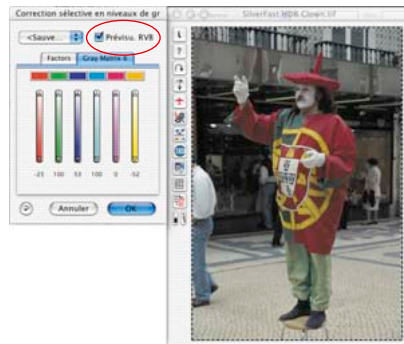 Correction sélective en niveaux de gr
<Sauve...
Prévisu. RVB
Factors
Gray Matrix 6
-25 100 53 100 0 -52
Annuler
OK
SilverFast HDR Clown.tif